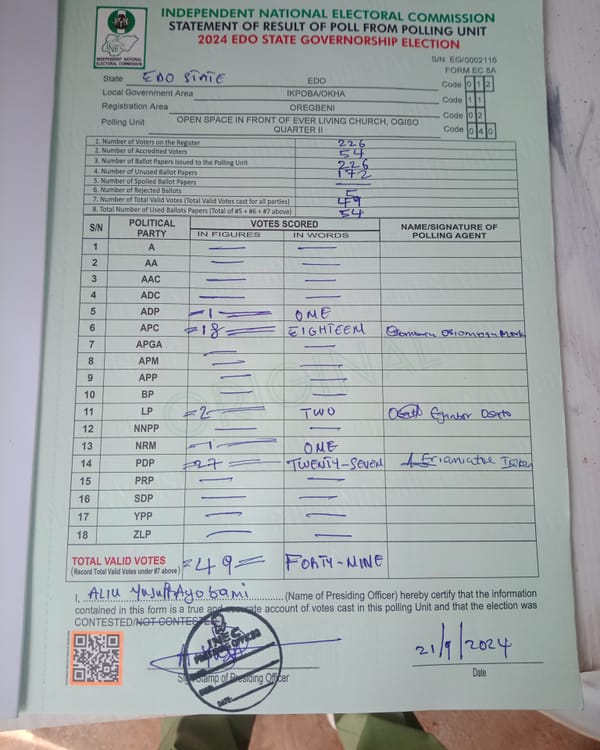 INDEPENDENT NATIONAL ELECTORAL COMMISSION
STATEMENT OF RESULT OF POLL FROM POLLING UNIT
2024 EDO STATE GOVERNORSHIP ELECTION
INEC
INDEPENDENT NATIONAL ELECTORAL COMMISSION
S/N: EG/0002116
FORM EC 8A
State EDO STATE EDO Code 0 1 2
Local Government Area IKPOBA/OKHA Code 1 1
Registration Area OREGBENI Code 0 2
Polling Unit OPEN SPACE IN FRONT OF EVER LIVING CHURCH, OGISO QUARTER II Code 0 4 0
1. Number of Voters on the Register 226
2. Number of Accredited Voters 54
3. Number of Ballot Papers Issued to the Polling Unit 226
4. Number of Unused Ballot Papers 172
5. Number of Spoiled Ballot Papers —
6. Number of Rejected Ballots 5
7. Number of Total Valid Votes (Total Valid Votes cast for all parties) 49
8. Total Number of Used Ballots Papers (Total of #5 + #6 + #7 above) 54
S/N POLITICAL PARTY VOTES SCORED NAME/SIGNATURE OF POLLING AGENT
IN FIGURES IN WORDS
1 A — —
2 AA — —
3 AAC — —
4 ADC — —
5 ADP =1= ONE
6 APC =18= EIGHTEEM
7 APGA — —
8 APM — —
9 APP — —
10 BP — —
11 LP =2= TWO Osato
12 NNPP — —
13 NRM =1= ONE
14 PDP =27= TWENTY-SEVEN
15 PRP — —
16 SDP — —
17 YPP — —
18 ZLP — —
TOTAL VALID VOTES =49= FORTY-NINE
(Record Total Valid Votes under #7 above)
I, ALIU Yusuff Ayobami (Name of Presiding Officer) hereby certify that the information
contained in this form is a true and accurate account of votes cast in this polling Unit and that the election was
CONTESTED/NOT CONTESTED
INEC
PRESIDING OFFICER
DATE:
21/9/2024
Sign/Stamp of Presiding Officer
Date
ORIGINAL